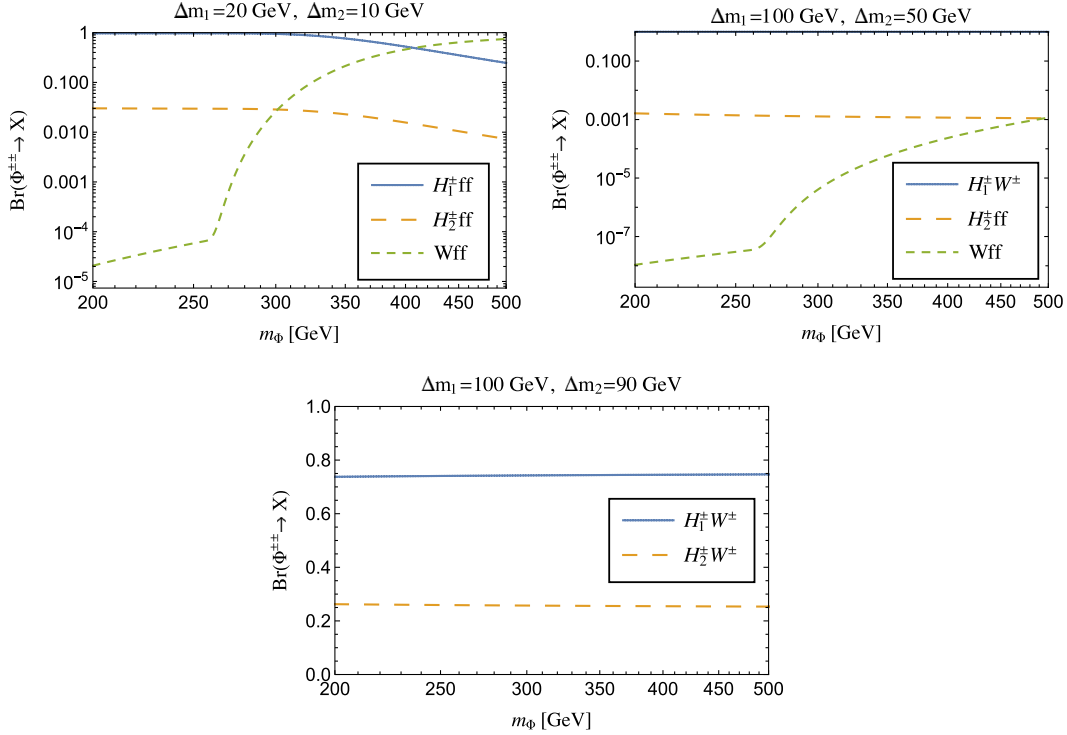 Δm₁=20 GeV, Δm₂=10 GeV
Br(Φ±±→ X)
1
0.100
0.010
0.001
10⁻⁴
10⁻⁵
H₁± ff
H₂± ff
Wff
200
250
300
350
400
450
500
m_Φ [GeV]
Δm₁=100 GeV, Δm₂=50 GeV
Br(Φ±±→ X)
0.100
0.001
10⁻⁵
10⁻⁷
H₁± W±
H₂± ff
Wff
200
250
300
350
400
450
500
m_Φ [GeV]
Δm₁=100 GeV, Δm₂=90 GeV
Br(Φ±±→ X)
1.0
0.8
0.6
0.4
0.2
0.0
H₁± W±
H₂± W±
200
250
300
350
400
450
500
m_Φ [GeV]